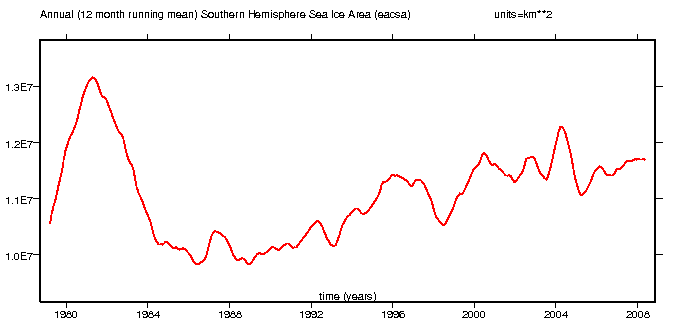 Annual (12 month running mean) Southern Hemisphere Sea Ice Area (eacsa) units=km**2
1.3E7
1.2E7
1.1E7
1.0E7
time (years)
1980 1984 1988 1992 1996 2000 2004 2008